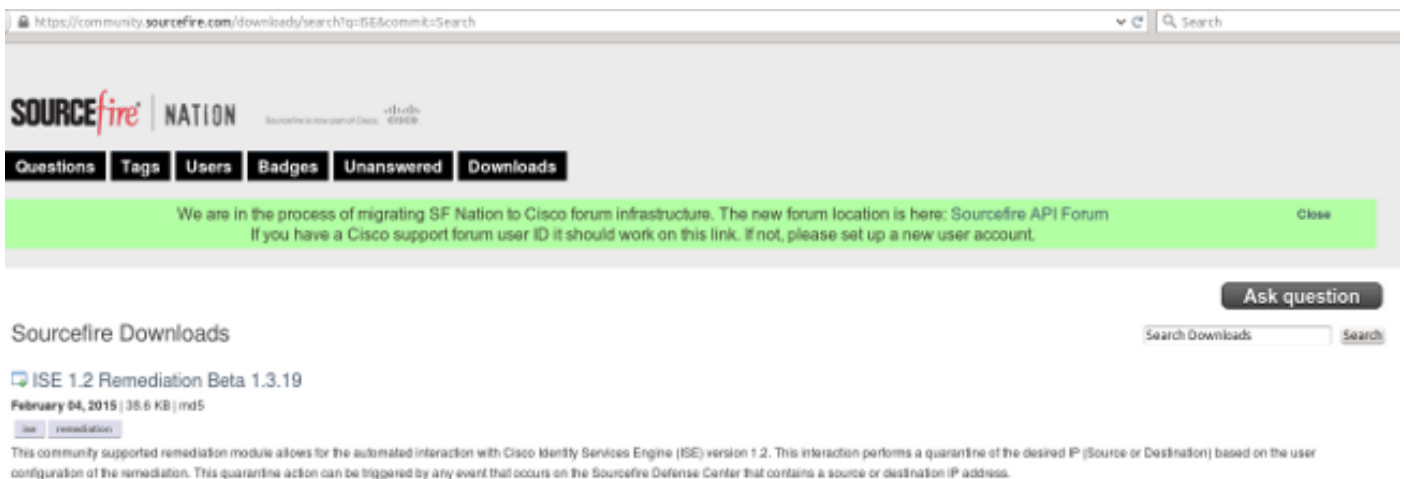 https://community.sourcefire.com/downloads/search?q=ISE&commit=Search
Search
SOURCEfire | NATION
Sourcefire is now part of Cisco.
CISCO
Questions
Tags
Users
Badges
Unanswered
Downloads
We are in the process of migrating SF Nation to Cisco forum infrastructure. The new forum location is here: Sourcefire API Forum
Close
If you have a Cisco support forum user ID it should work on this link. If not, please set up a new user account.
Ask question
Sourcefire Downloads
Search Downloads
Search
ISE 1.2 Remediation Beta 1.3.19
February 04, 2015 | 38.6 KB | md5
ise
remediation
This community supported remediation module allows for the automated interaction with Cisco Identity Services Engine (ISE) version 1.2. This interaction performs a quarantine of the desired IP (Source or Destination) based on the user
configuration of the remediation. This quarantine action can be triggered by any event that occurs on the Sourcefire Defense Center that contains a source or destination IP address.